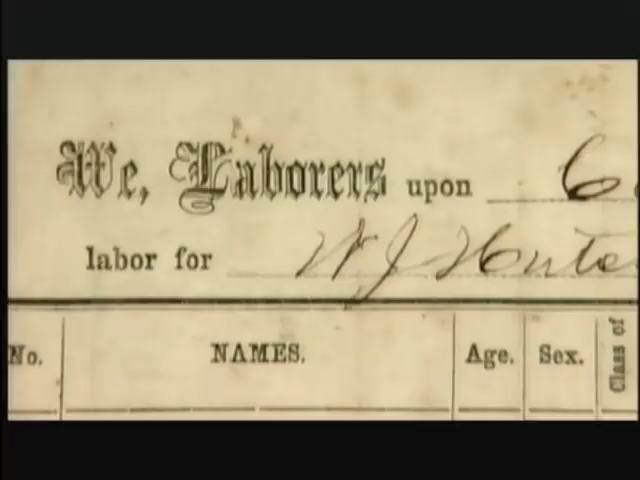 We, Laborers upon
labor for W J
No. NAMES. Age. Sex. Class of